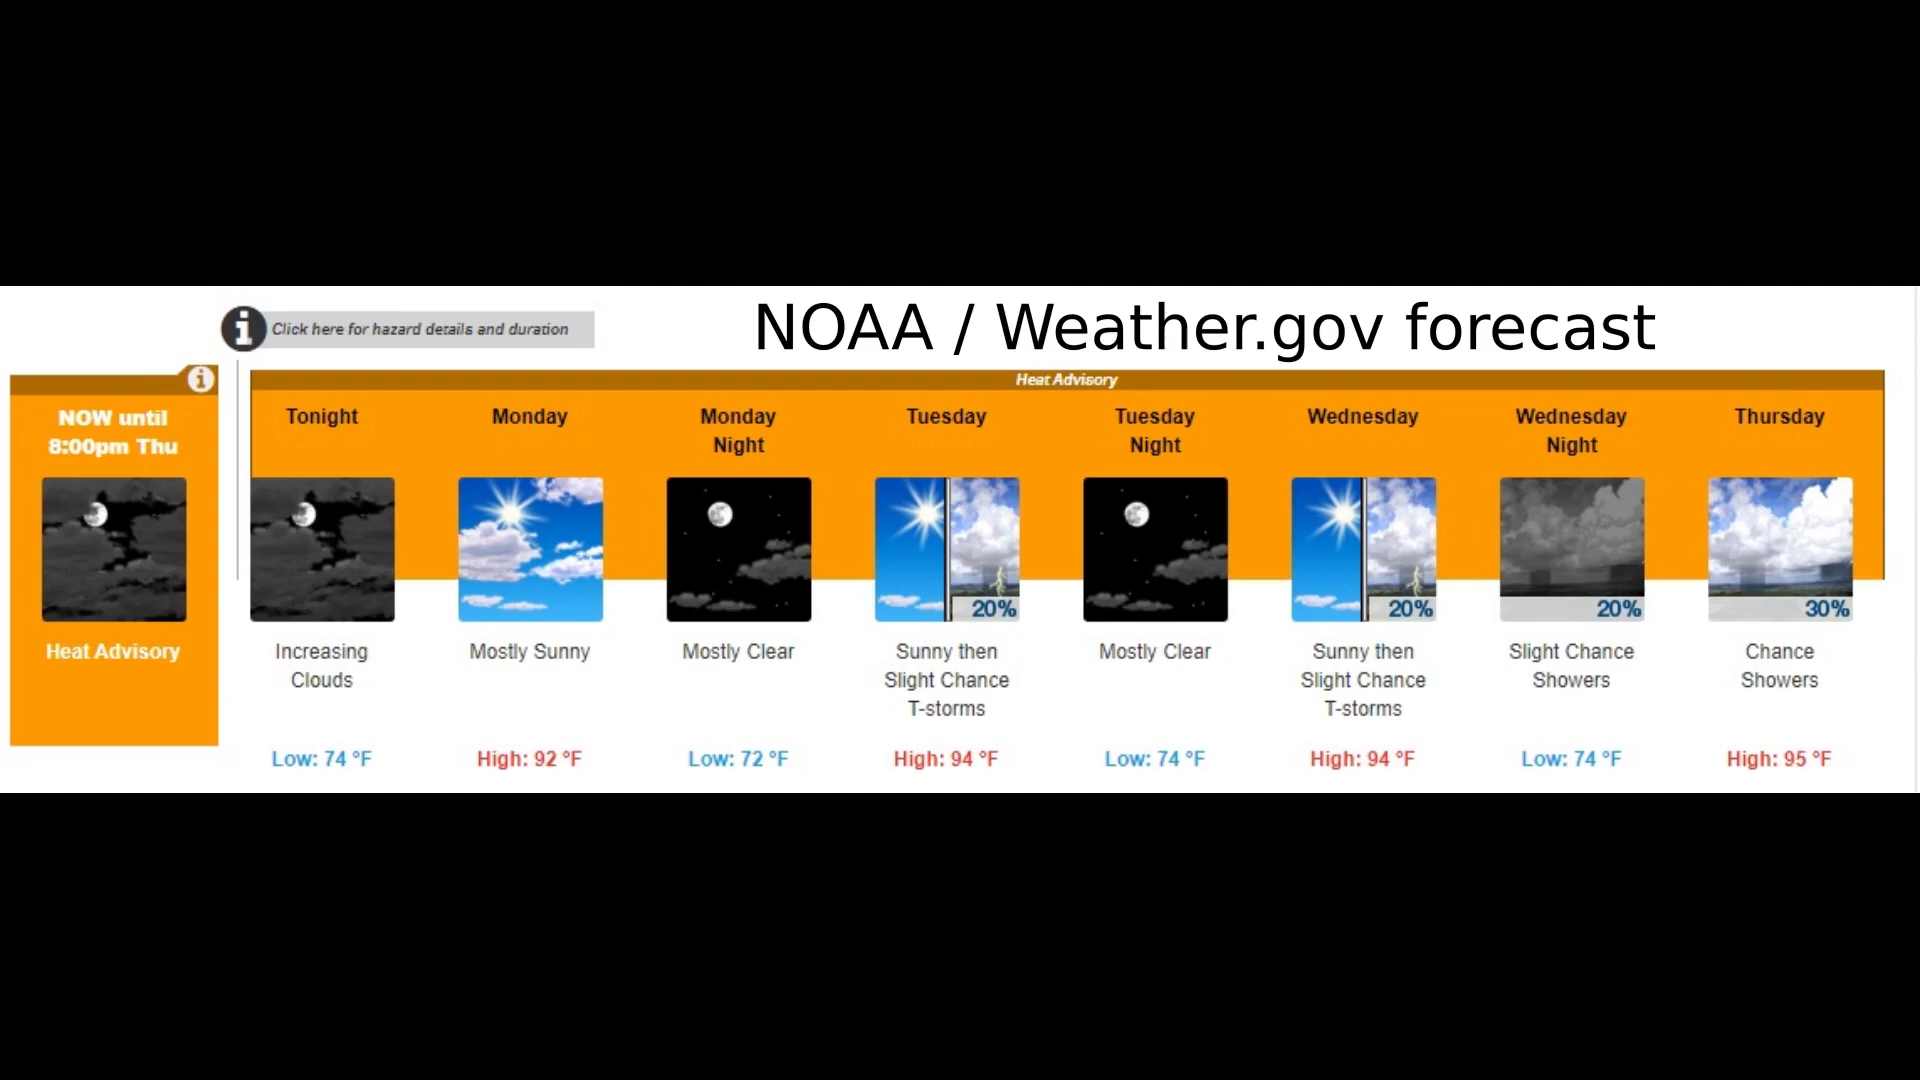 NOAA / Weather.gov forecast
Click here for hazard details and duration
NOW until
8:00pm Thu
Heat Advisory
Heat Advisory
Tonight
Increasing
Clouds
Low: 74 °F
Monday
Mostly Sunny
High: 92 °F
Monday
Night
Mostly Clear
Low: 72 °F
Tuesday
20%
Sunny then
Slight Chance
T-storms
High: 94 °F
Tuesday
Night
Mostly Clear
Low: 74 °F
Wednesday
20%
Sunny then
Slight Chance
T-storms
High: 94 °F
Wednesday
Night
20%
Slight Chance
Showers
Low: 74 °F
Thursday
30%
Chance
Showers
High: 95 °F